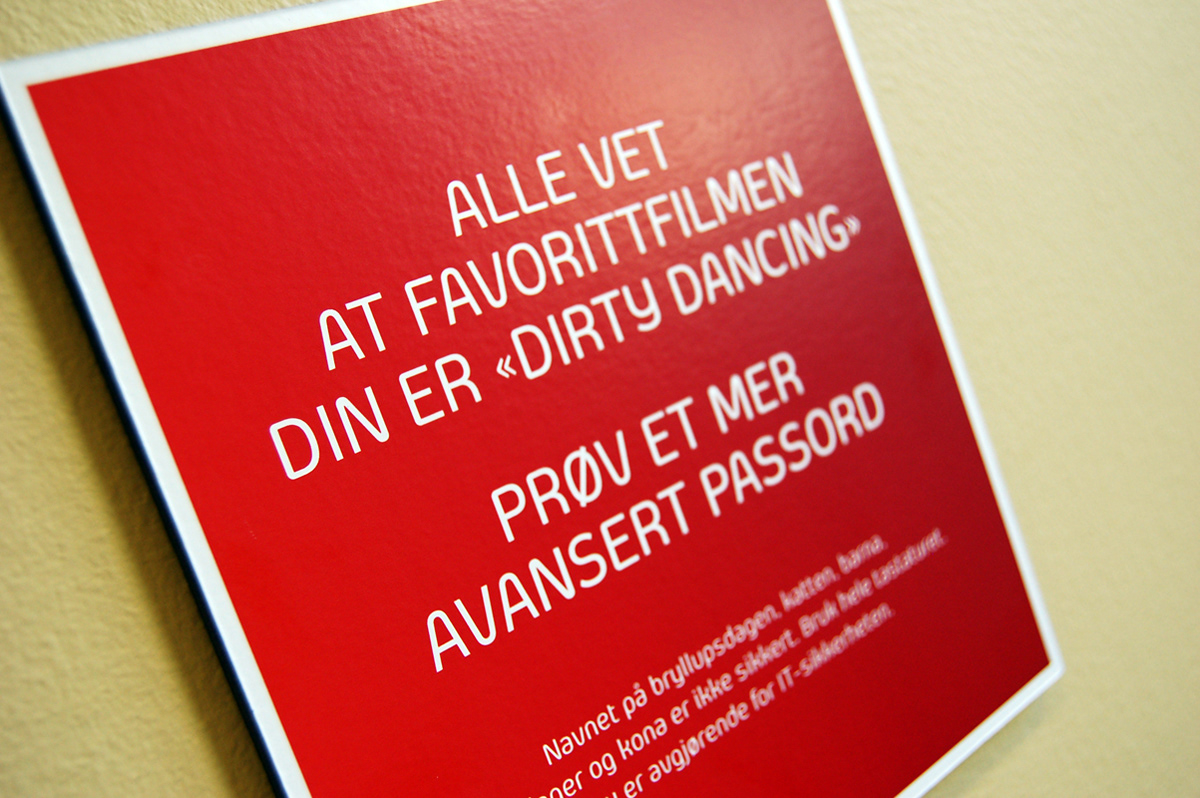 ALLE VET
AT FAVORITTFILMEN
DIN ER «DIRTY DANCING»
PRØV ET MER
AVANSERT PASSORD
Navnet på bryllupsdagen, katten, barna,
og kona er ikke sikkert. Bruk hele tastaturet.
er avgjørende for IT-sikkerheten.